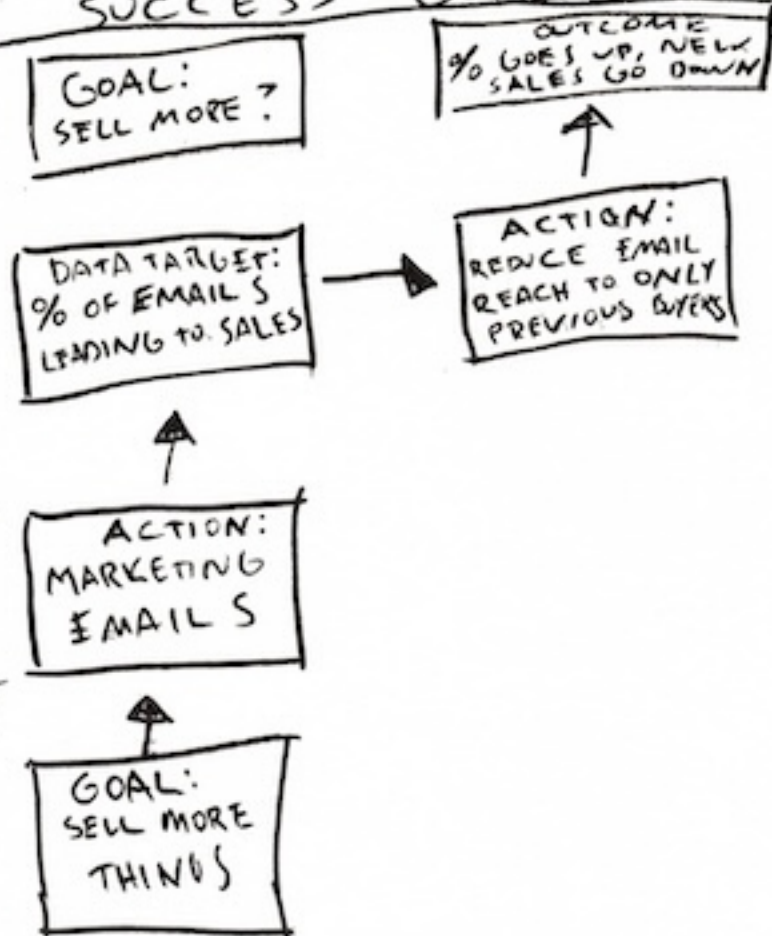 SUCCESS
GOAL:
SELL MORE?
OUTCOME
% GOES UP, NEW
SALES GO DOWN
DATA TARGET:
% OF EMAILS
LEADING TO SALES
ACTION:
REDUCE EMAIL
REACH TO ONLY
PREVIOUS BUYERS
ACTION:
MARKETING
EMAILS
GOAL:
SELL MORE
THINGS